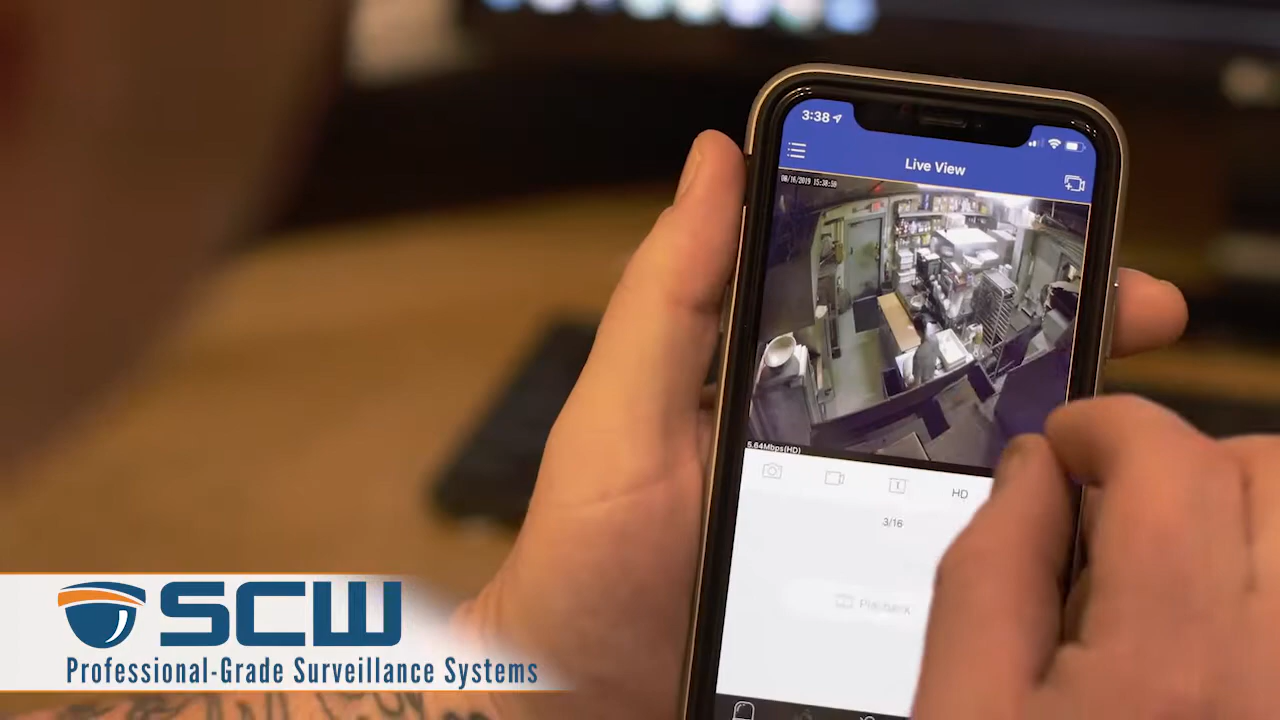 3:38
Live View
08/16/2019 15:38:58
5.64Mbps(HD)
HD
3/16
Playback
SCW
Professional-Grade Surveillance Systems